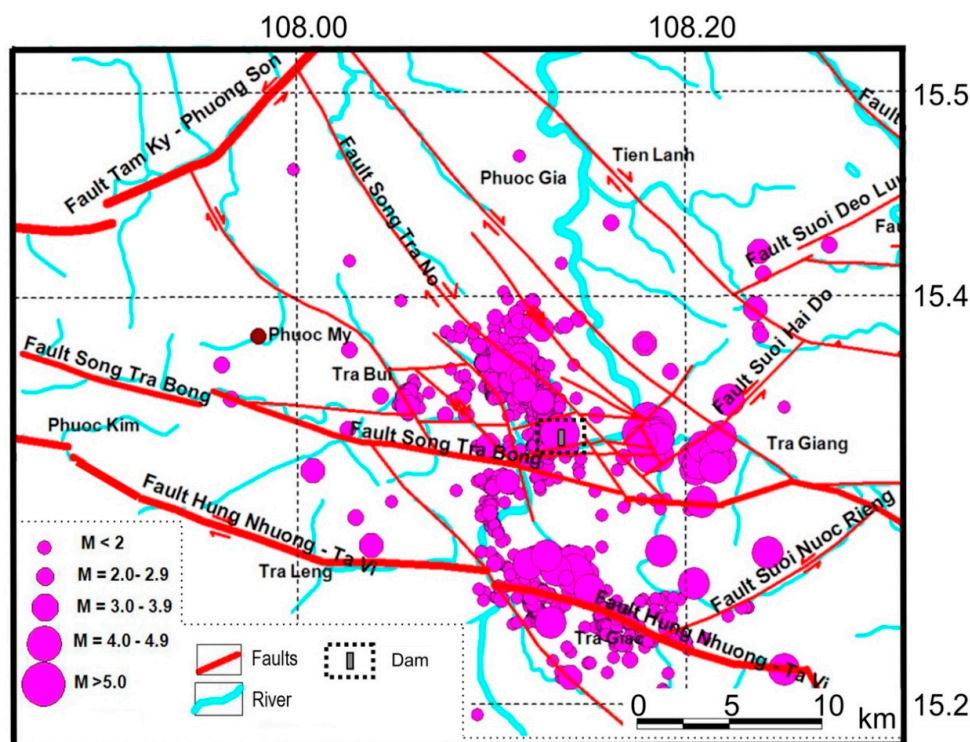 108.00
108.20
15.5
Fault Tam Ky - Phuong Son
Fault Song Tra No
Phuoc Gia
Tien Lanh
Fault
Fault Suoi Deo Luu
Fau
15.4
Phuoc My
Tra Bui
Fault Suoi Hai Do
Fault Song Tra Bong
Phuoc Kim
Fault Song Tra Bong
Tra Giang
Fault Hung Nhuong - Ta Vi
Tra Leng
Fault Suoi Nuoc Rieng
Tra Giac
Fault Hung Nhuong - Ta Vi
M < 2
M = 2.0 - 2.9
M = 3.0 - 3.9
M = 4.0 - 4.9
M >5.0
Faults
Dam
River
0 5 10
km
15.2